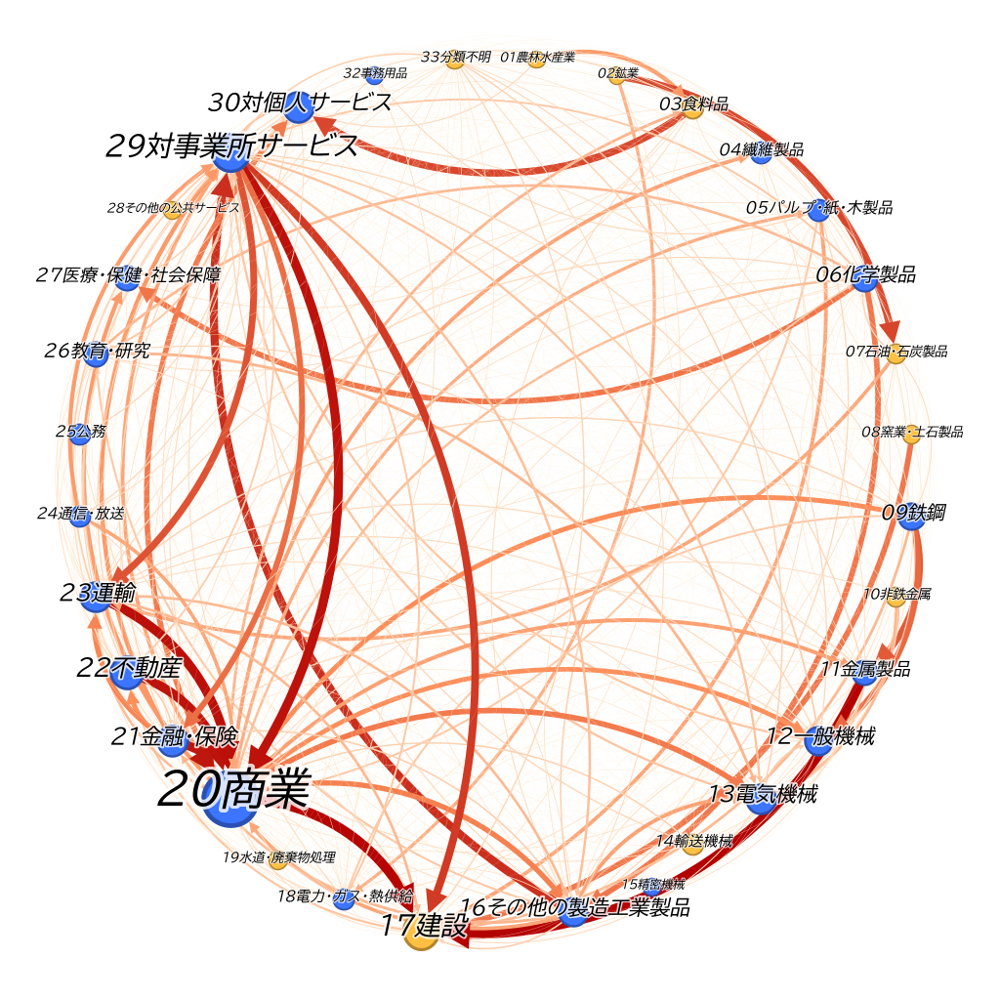 01農林水産業
02鉱業
03食料品
04繊維製品
05パルプ・紙・木製品
06化学製品
07石油・石炭製品
08窯業・土石製品
09鉄鋼
10非鉄金属
11金属製品
12一般機械
13電気機械
14輸送機械
15精密機械
16その他の製造工業製品
17建設
18電力・ガス・熱供給
19水道・廃棄物処理
20商業
21金融・保険
22不動産
23運輸
24通信・放送
25公務
26教育・研究
27医療・保健・社会保障
28その他の公共サービス
29対事業所サービス
30対個人サービス
32事務用品
33分類不明